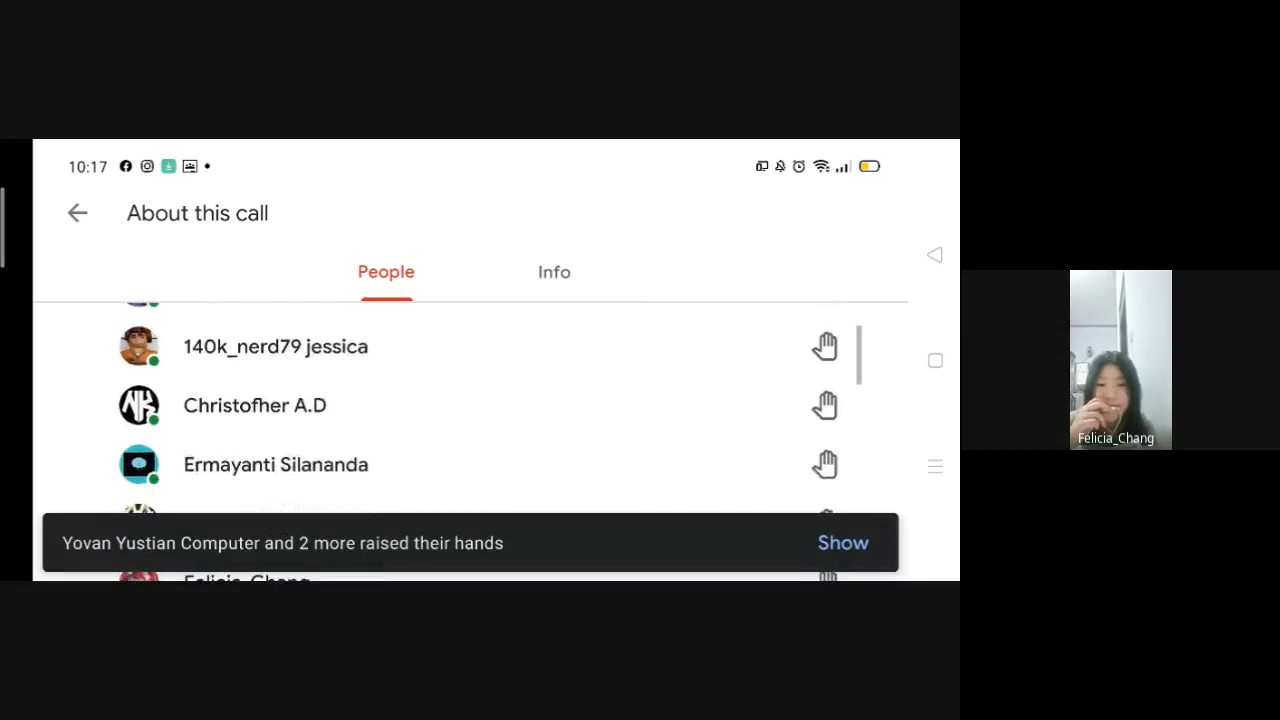 10:17
About this call
People Info
140k_nerd79 jessica
Christofher A.D
Ermayanti Silananda
Yovan Yustian Computer and 2 more raised their hands Show
Felicia_Chang
Felicia_Chang